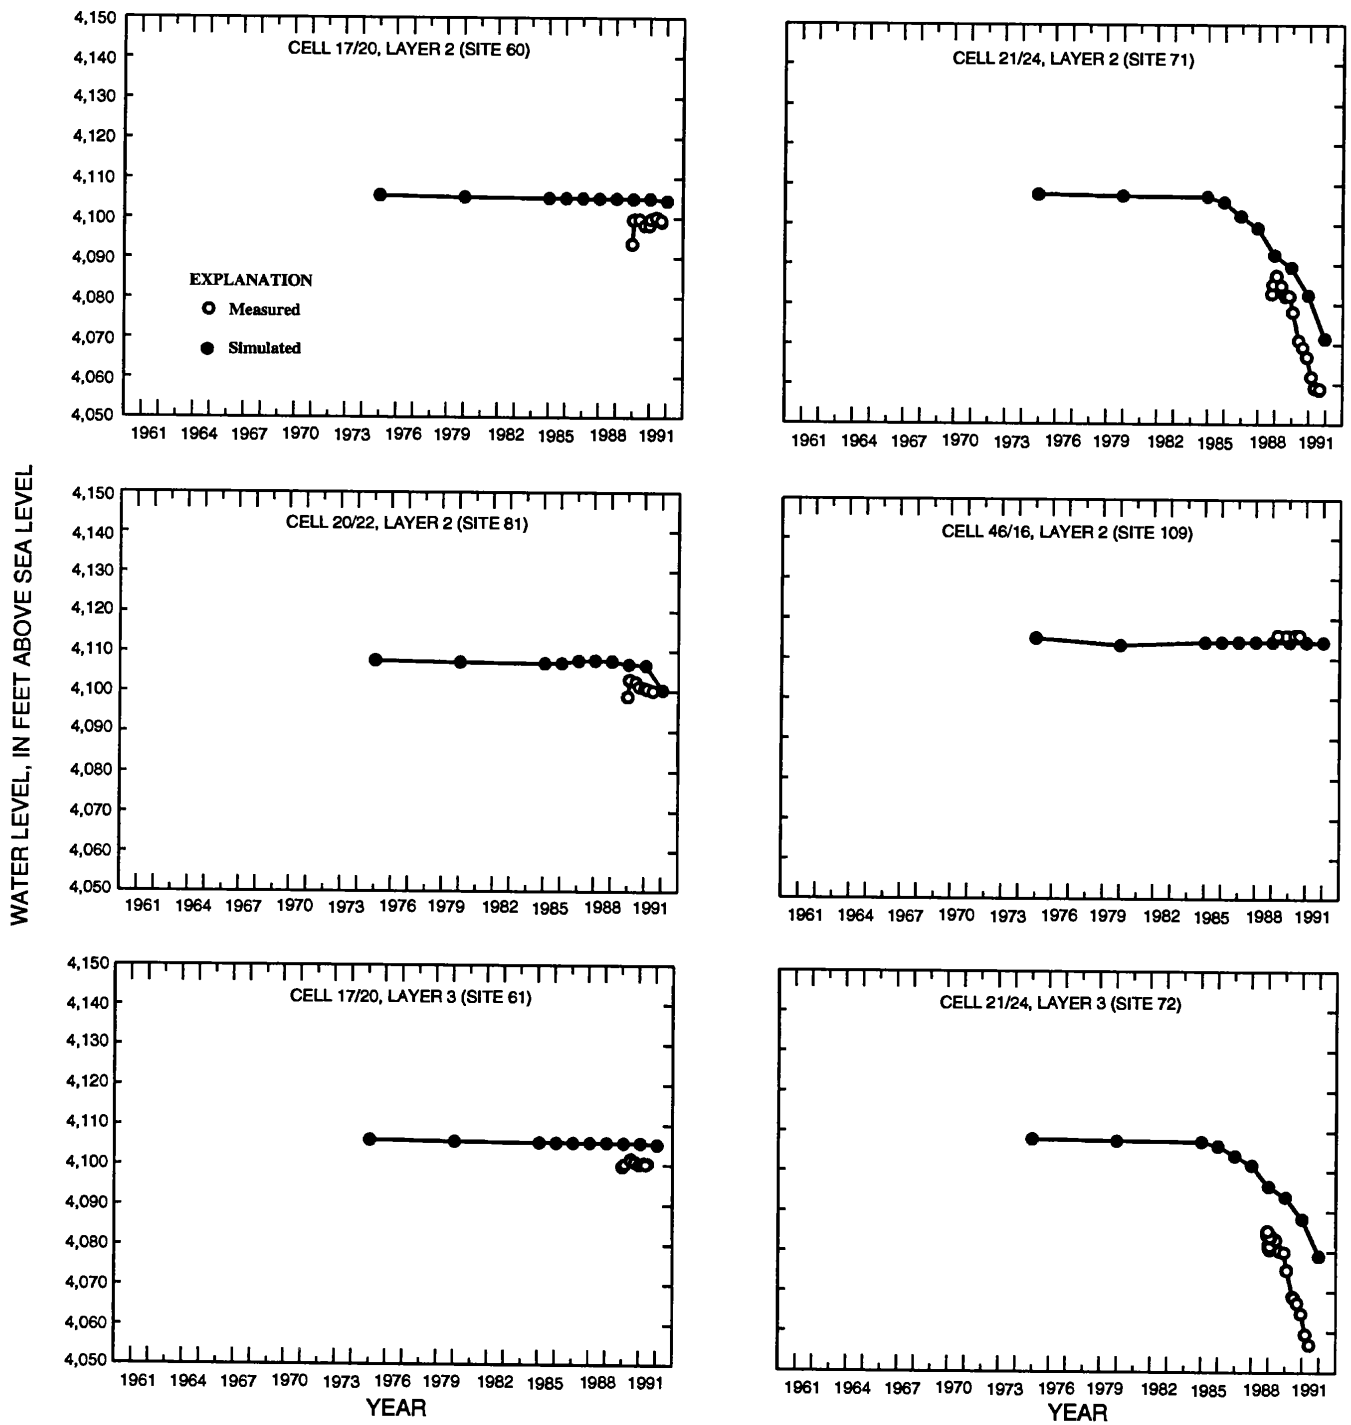 WATER LEVEL, IN FEET ABOVE SEA LEVEL
CELL 17/20, LAYER 2 (SITE 60)
4,150
4,140
4,130
4,120
4,110
4,100
4,090
4,080
4,070
4,060
4,050
EXPLANATION
Measured
Simulated
1961 1964 1967 1970 1973 1976 1979 1982 1985 1988 1991
CELL 21/24, LAYER 2 (SITE 71)
1961 1964 1967 1970 1973 1976 1979 1982 1985 1988 1991
CELL 20/22, LAYER 2 (SITE 81)
4,150
4,140
4,130
4,120
4,110
4,100
4,090
4,080
4,070
4,060
4,050
1961 1964 1967 1970 1973 1976 1979 1982 1985 1988 1991
CELL 46/16, LAYER 2 (SITE 109)
1961 1964 1967 1970 1973 1976 1979 1982 1985 1988 1991
CELL 17/20, LAYER 3 (SITE 61)
4,150
4,140
4,130
4,120
4,110
4,100
4,090
4,080
4,070
4,060
4,050
1961 1964 1967 1970 1973 1976 1979 1982 1985 1988 1991
YEAR
CELL 21/24, LAYER 3 (SITE 72)
1961 1964 1967 1970 1973 1976 1979 1982 1985 1988 1991
YEAR